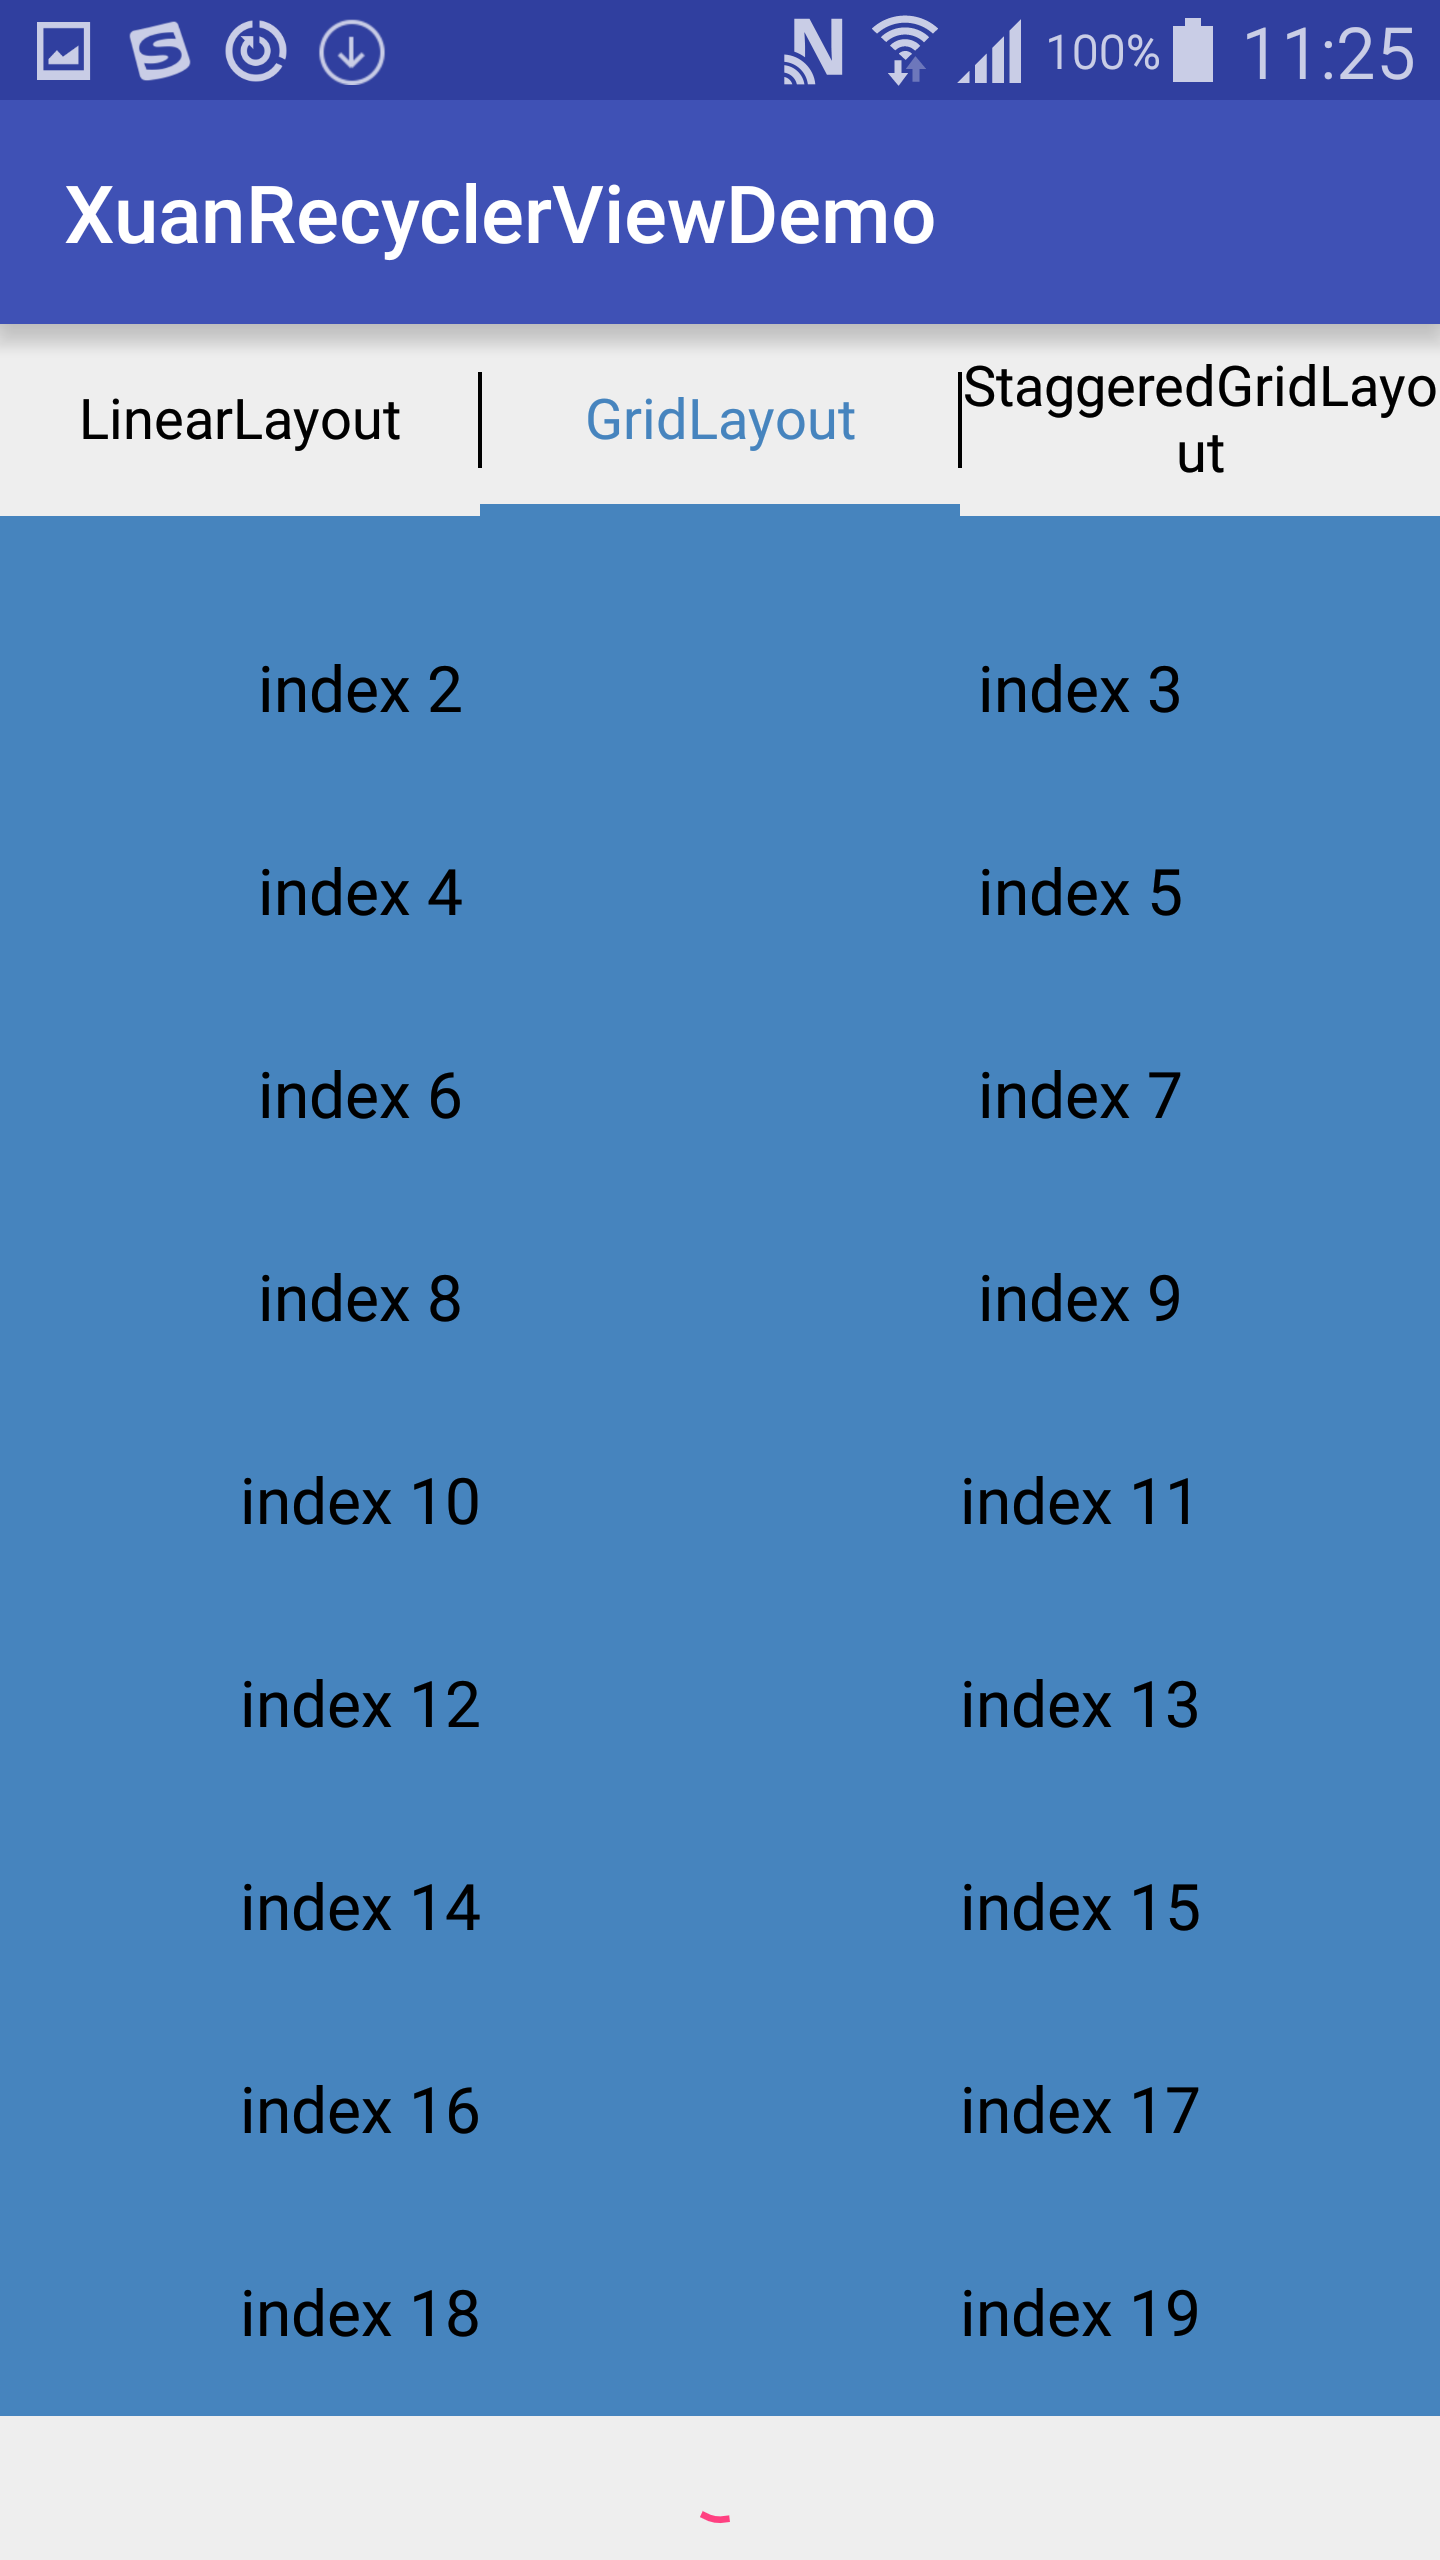 100% 11:25
XuanRecyclerViewDemo
LinearLayout
GridLayout
StaggeredGridLayo
ut
index 2
index 3
index 4
index 5
index 6
index 7
index 8
index 9
index 10
index 11
index 12
index 13
index 14
index 15
index 16
index 17
index 18
index 19